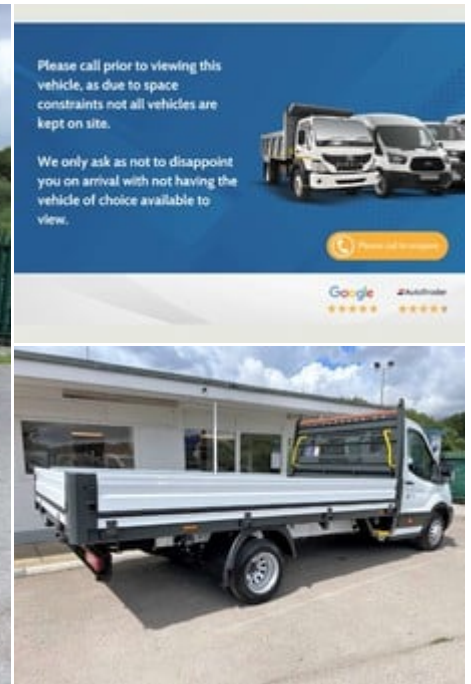 Please call prior to viewing this
vehicle, as due to space
constraints not all vehicles are
kept on site.
We only ask as not to disappoint
you on arrival with not having the
vehicle of choice available to
view.
Please call to enquire
Google
AutoTrader